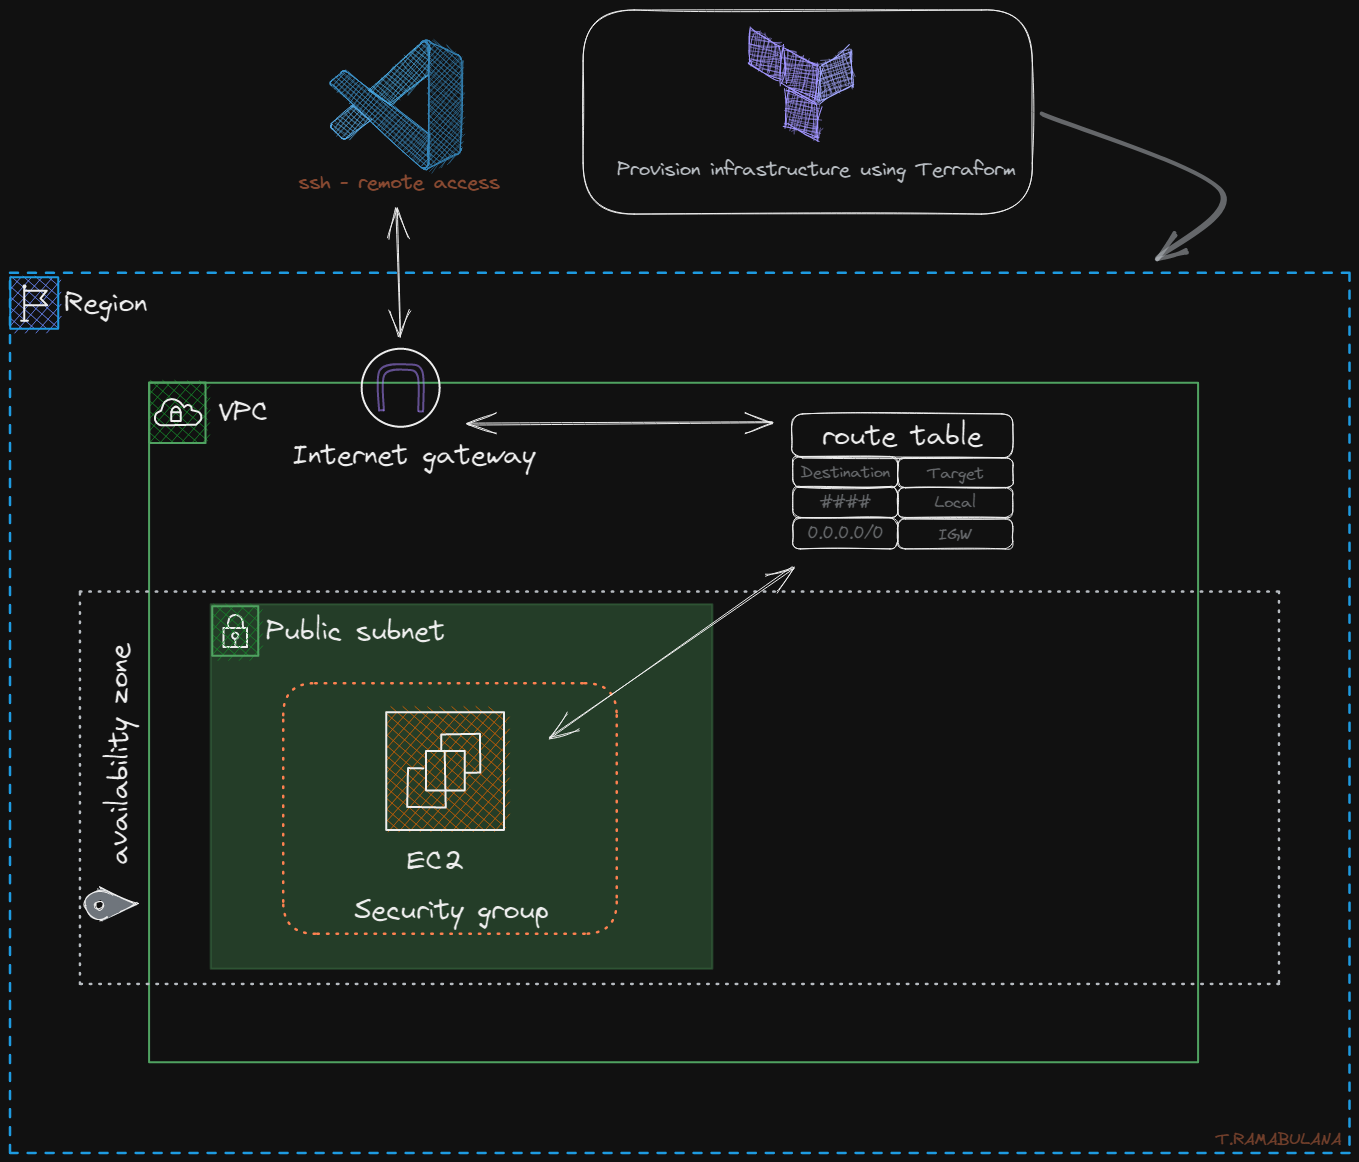 ssh - remote access
Provision infrastructure using Terraform
Region
VPC
Internet gateway
route table
Destination Target
#### Local
0.0.0.0/0 IGW
availability zone
Public subnet
EC2
Security group
T.RAMABULANA